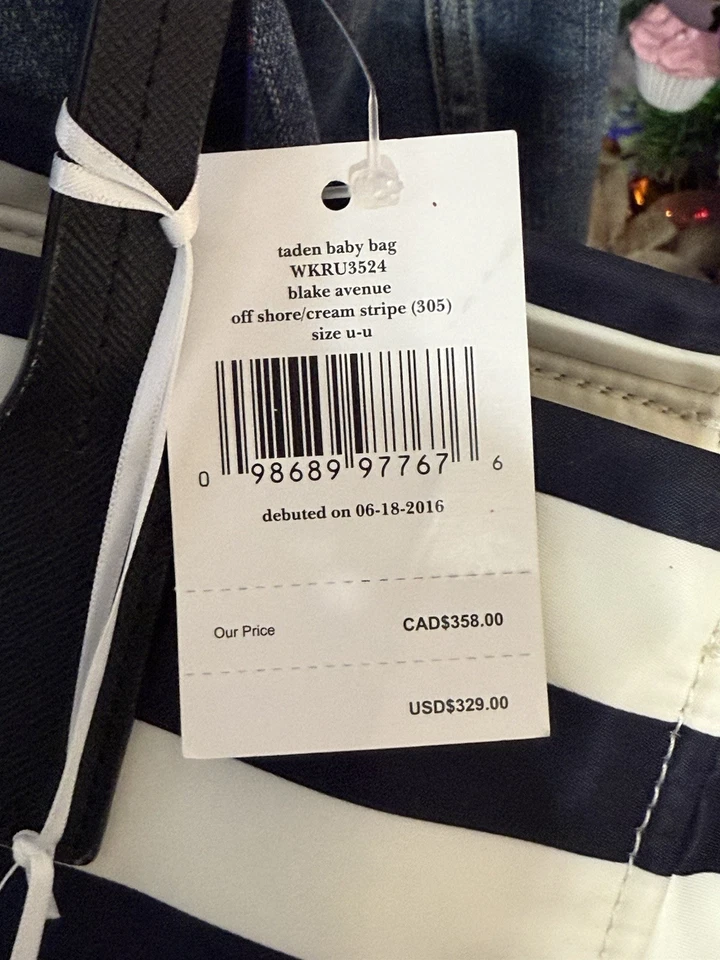 taden baby bag
WKRU3524
blake avenue
off shore/cream stripe (305)
size u-u
0 98689 97767 6
debuted on 06-18-2016
Our Price CAD$358.00
USD$329.00